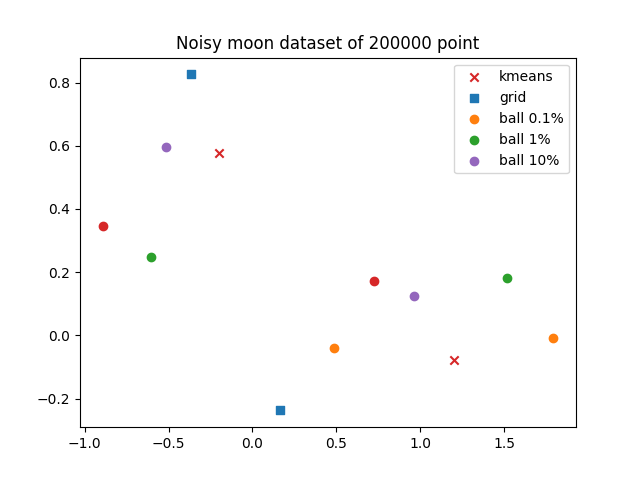 Noisy moon dataset of 200000 point
kmeans
grid
ball 0.1%
ball 1%
ball 10%
0.8
0.6
0.4
0.2
0.0
−0.2
−1.0 −0.5 0.0 0.5 1.0 1.5